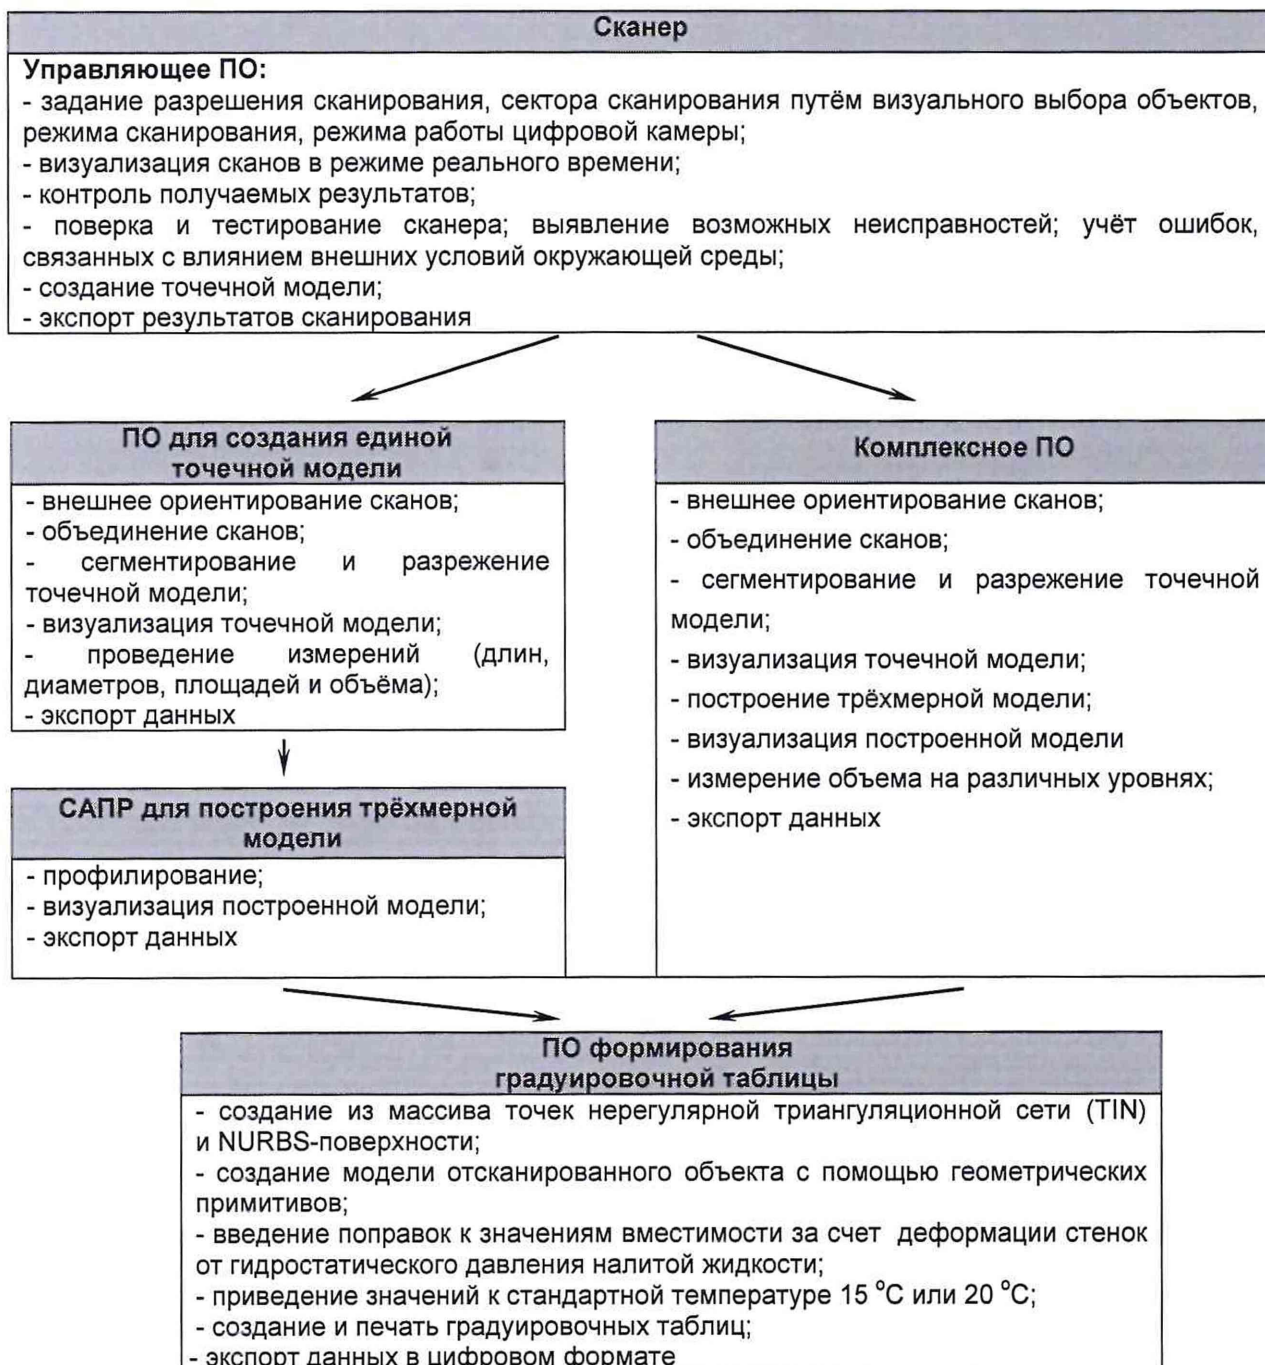 Сканер
Управляющее ПО:
- задание разрешения сканирования, сектора сканирования путём визуального выбора объектов,
режима сканирования, режима работы цифровой камеры;
- визуализация сканов в режиме реального времени;
- контроль получаемых результатов;
- поверка и тестирование сканера; выявление возможных неисправностей; учёт ошибок,
связанных с влиянием внешних условий окружающей среды;
- создание точечной модели;
- экспорт результатов сканирования
ПО для создания единой
точечной модели
- внешнее ориентирование сканов;
- объединение сканов;
- сегментирование и разрежение
точечной модели;
- визуализация точечной модели;
- проведение измерений (длин,
диаметров, площадей и объёма);
- экспорт данных
САПР для построения трёхмерной
модели
- профилирование;
- визуализация построенной модели;
- экспорт данных
Комплексное ПО
- внешнее ориентирование сканов;
- объединение сканов;
- сегментирование и разрежение точечной
модели;
- визуализация точечной модели;
- построение трёхмерной модели;
- визуализация построенной модели
- измерение объема на различных уровнях;
- экспорт данных
ПО формирования
градуировочной таблицы
- создание из массива точек нерегулярной триангуляционной сети (TIN)
и NURBS-поверхности;
- создание модели отсканированного объекта с помощью геометрических
примитивов;
- введение поправок к значениям вместимости за счет деформации стенок
от гидростатического давления налитой жидкости;
- приведение значений к стандартной температуре 15 °C или 20 °C;
- создание и печать градуировочных таблиц;
- экспорт данных в цифровом формате